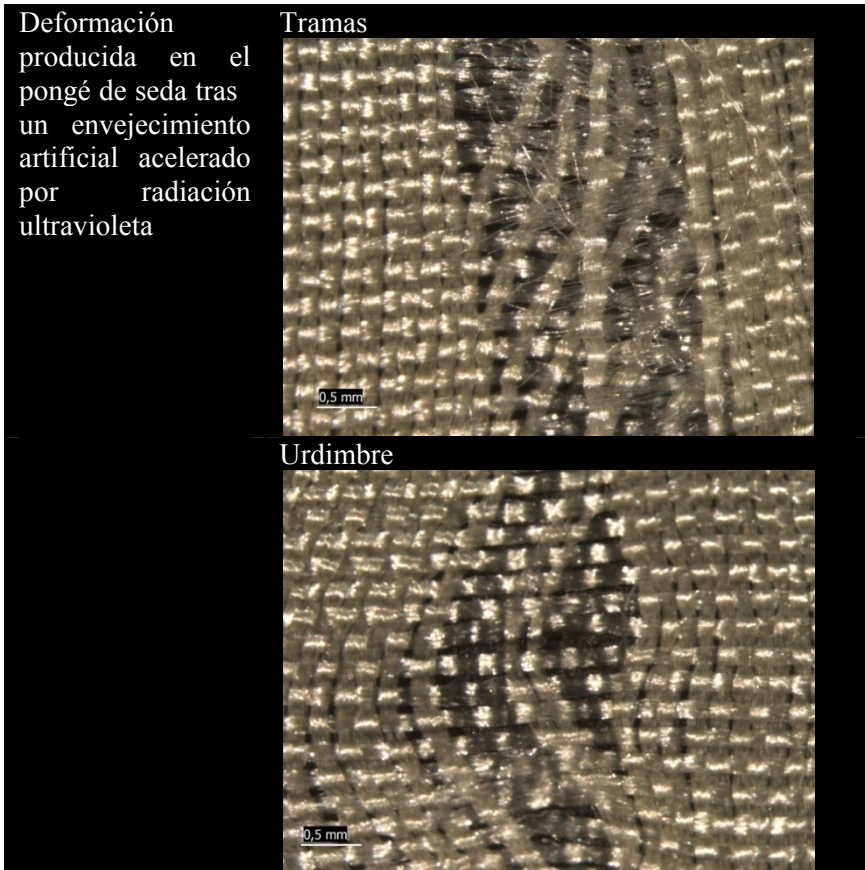 Deformación
producida en el
pongé de seda tras
un envejecimiento
artificial acelerado
por radiación
ultravioleta
Tramas
0,5 mm
Urdimbre
0,5 mm